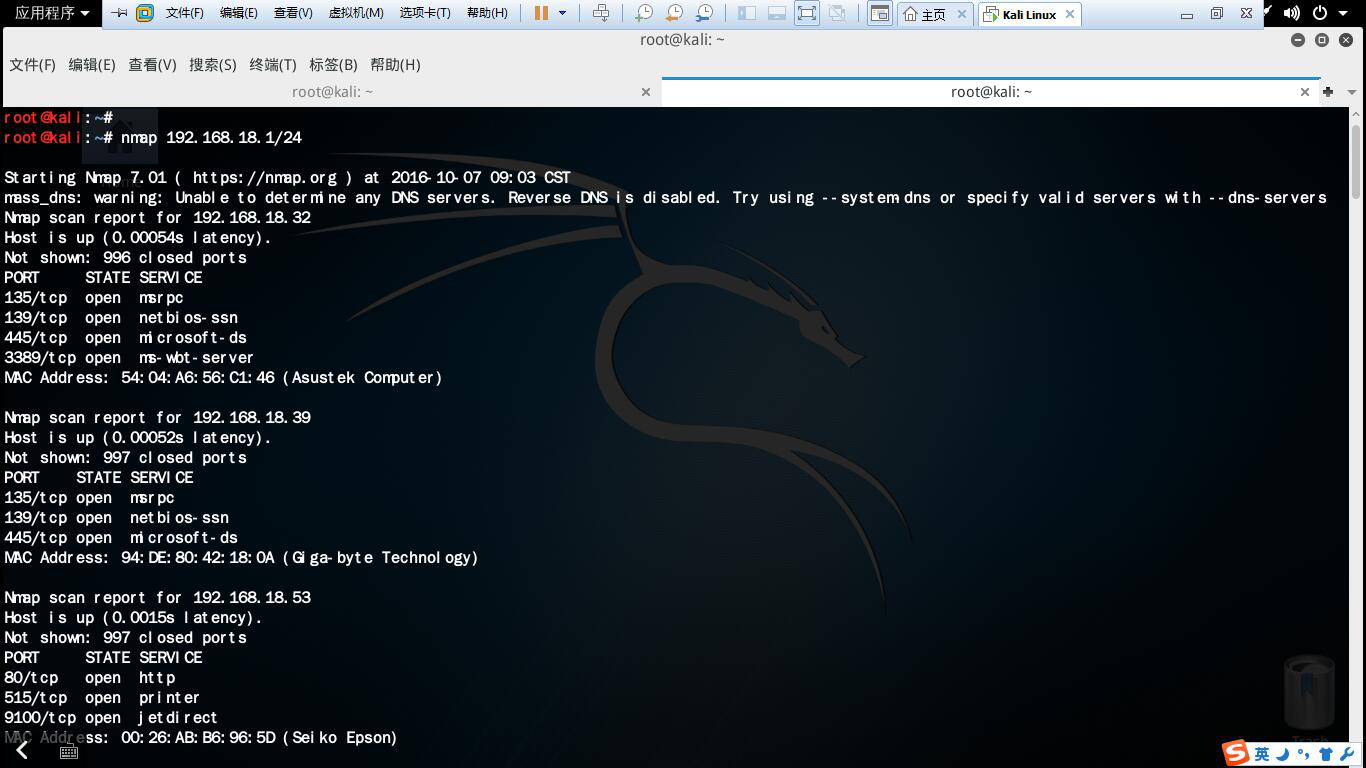 应用程序 文件(F) 编辑(E) 查看(V) 虚拟机(M) 选项卡(T) 帮助(H) 主页 Kali Linux
root@kali: ~
文件(F) 编辑(E) 查看(V) 搜索(S) 终端(T) 标签(B) 帮助(H)
root@kali: ~ root@kali: ~
root@kali:~#
root@kali:~# nmap 192.168.18.1/24
Starting Nmap 7.01 ( https://nmap.org ) at 2016-10-07 09:03 CST
mass_dns: warning: Unable to determine any DNS servers. Reverse DNS is disabled. Try using --system-dns or specify valid servers with --dns-servers
Nmap scan report for 192.168.18.32
Host is up (0.00054s latency).
Not shown: 996 closed ports
PORT STATE SERVICE
135/tcp open msrpc
139/tcp open netbios-ssn
445/tcp open microsoft-ds
3389/tcp open ms-wbt-server
MAC Address: 54:04:A6:56:C1:46 (Asustek Computer)
Nmap scan report for 192.168.18.39
Host is up (0.00052s latency).
Not shown: 997 closed ports
PORT STATE SERVICE
135/tcp open msrpc
139/tcp open netbios-ssn
445/tcp open microsoft-ds
MAC Address: 94:DE:80:42:18:0A (Giga-byte Technology)
Nmap scan report for 192.168.18.53
Host is up (0.0015s latency).
Not shown: 997 closed ports
PORT STATE SERVICE
80/tcp open http
515/tcp open printer
9100/tcp open jetdirect
MAC Address: 00:26:AB:B6:96:5D (Seiko Epson)
Trash
S 英